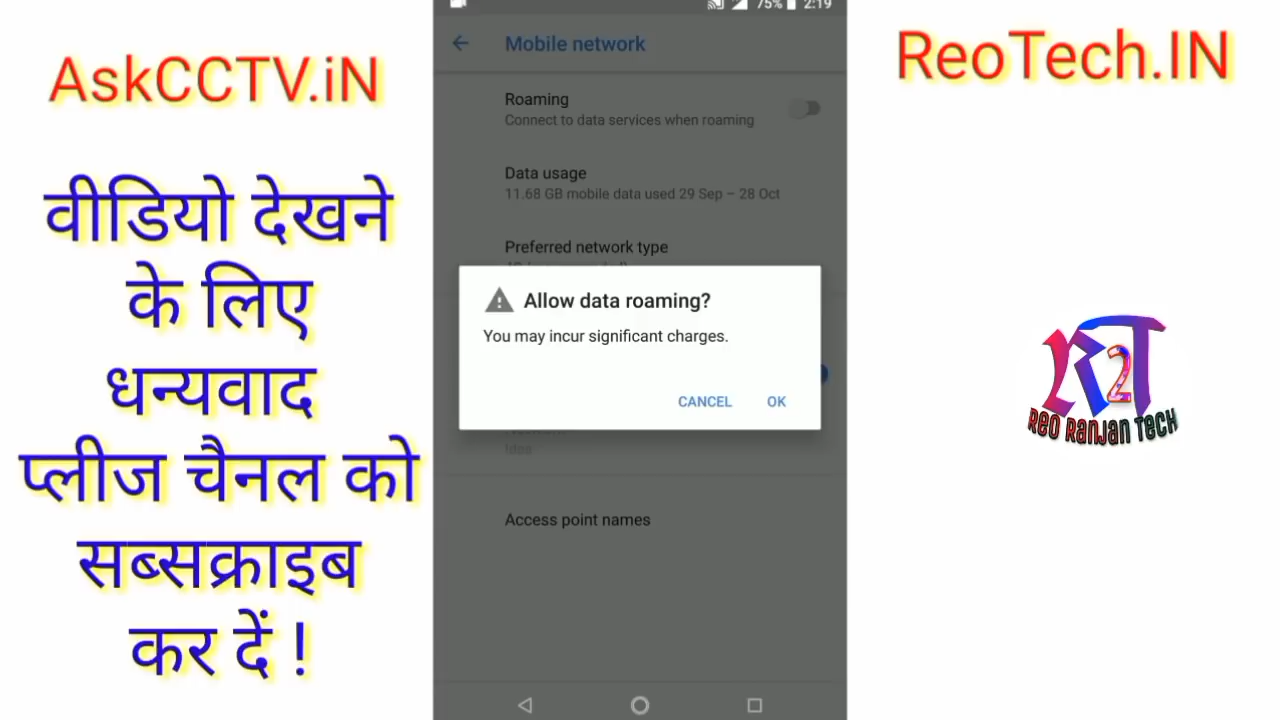 AskCCTV.iN
वीडियो देखने
के लिए
धन्यवाद
प्लीज चैनल को
सब्सक्राइब
कर दें !
75% 2:19
Mobile network
Roaming
Connect to data services when roaming
Data usage
11.68 GB mobile data used 29 Sep – 28 Oct
Preferred network type
Allow data roaming?
You may incur significant charges.
CANCEL OK
Idea
Access point names
ReoTech.IN
R2T
REO RANJAN TECH